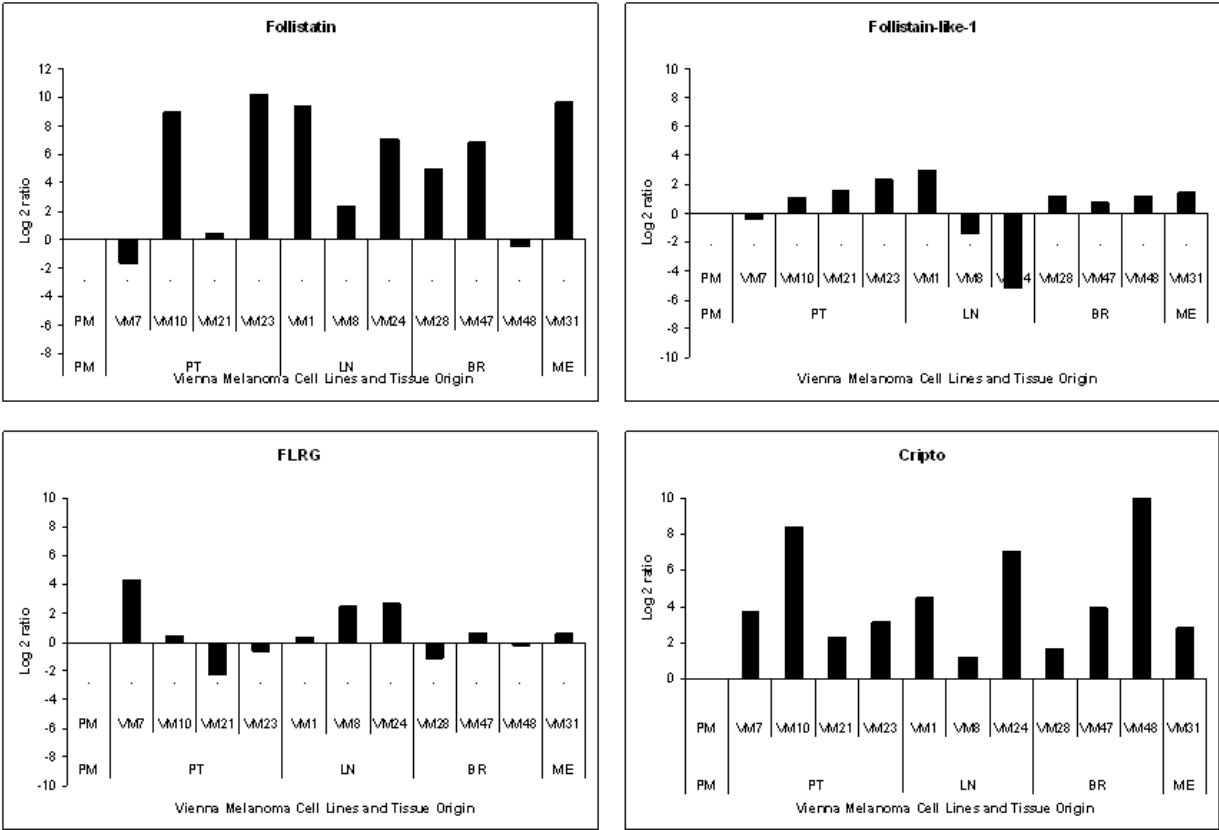 Follistatin
12
10
8
6
4
2
0
-2
-4
-6
-8
Log 2 ratio
PM VM7 VM10 VM21 VM23 VM1 VM8 VM24 VM28 VM47 VM48 VM31
PM PT LN BR ME
Vienna Melanoma Cell Lines and Tissue Origin
Follistain-like-1
10
8
6
4
2
0
-2
-4
-6
-8
-10
Log 2 ratio
PM VM7 VM10 VM21 VM23 VM1 VM8 VM28 VM47 VM48 VM31
PM PT LN BR ME
Vienna Melanoma Cell Lines and Tissue Origin
FLRG
10
8
6
4
2
0
-2
-4
-6
-8
-10
Log 2 ratio
PM VM7 VM10 VM21 VM23 VM1 VM8 VM24 VM28 VM47 VM48 VM31
PM PT LN BR ME
Vienna Melanoma Cell Lines and Tissue Origin
Cripto
10
8
6
4
2
0
Log 2 ratio
PM VM7 VM10 VM21 VM23 VM1 VM8 VM24 VM28 VM47 VM48 VM31
PM PT LN BR ME
Vienna Melanoma Cell Lines and Tissue Origin